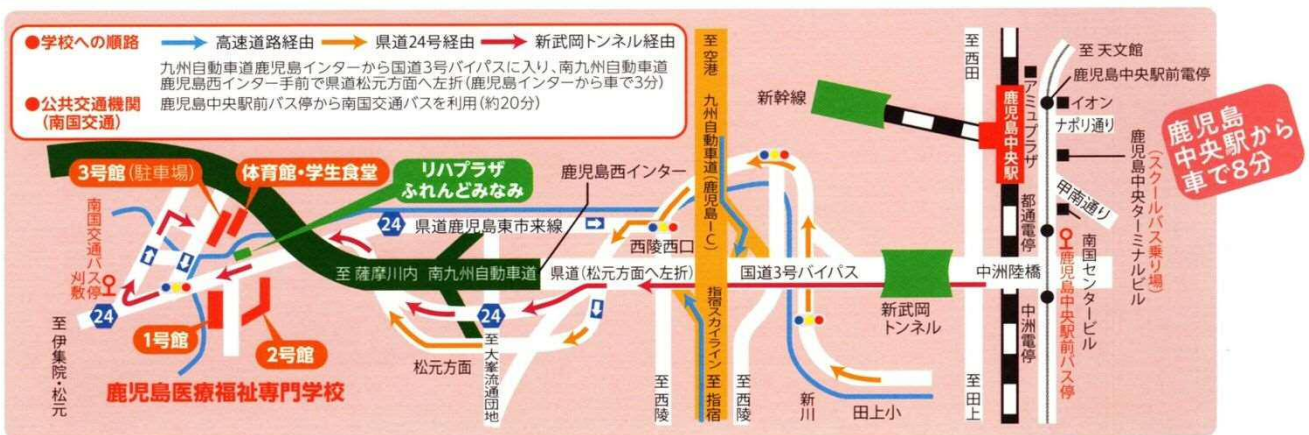 ●学校への順路
高速道路経由
県道24号経由
新武岡トンネル経由
九州自動車道鹿児島インターから国道3号バイパスに入り、南九州自動車道
鹿児島西インター手前で県道松元方面へ左折(鹿児島インターから車で3分)
●公共交通機関
(南国交通)
鹿児島中央駅前バス停から南国交通バスを利用(約20分)
3号館(駐車場)
体育館・学生食堂
リハプラザ
ふれんどみなみ
鹿児島西インター
南国交通バス停
刈敷
24
24
県道鹿児島東市来線
西陵西口
至薩摩川内 南九州自動車道
県道(松元方面へ左折)
国道3号バイパス
中洲陸橋
24
1号館
2号館
至伊集院・松元
松元方面
至大峯流通団地
鹿児島医療福祉専門学校
至空港
九州自動車道(鹿児島IC)
指宿スカイライン
至指宿
至西陵
至西陵
新川
田上小
新武岡
トンネル
新幹線
至西田
至田上
鹿児島中央駅
アミュプラザ
都通電停
中洲電停
至天文館
鹿児島中央駅前電停
イオン
ナポリ通り
鹿児島中央ターミナルビル
(スクールバス乗り場)
甲南通り
南国センタービル
鹿児島中央駅前バス停
鹿児島
中央駅から
車で8分